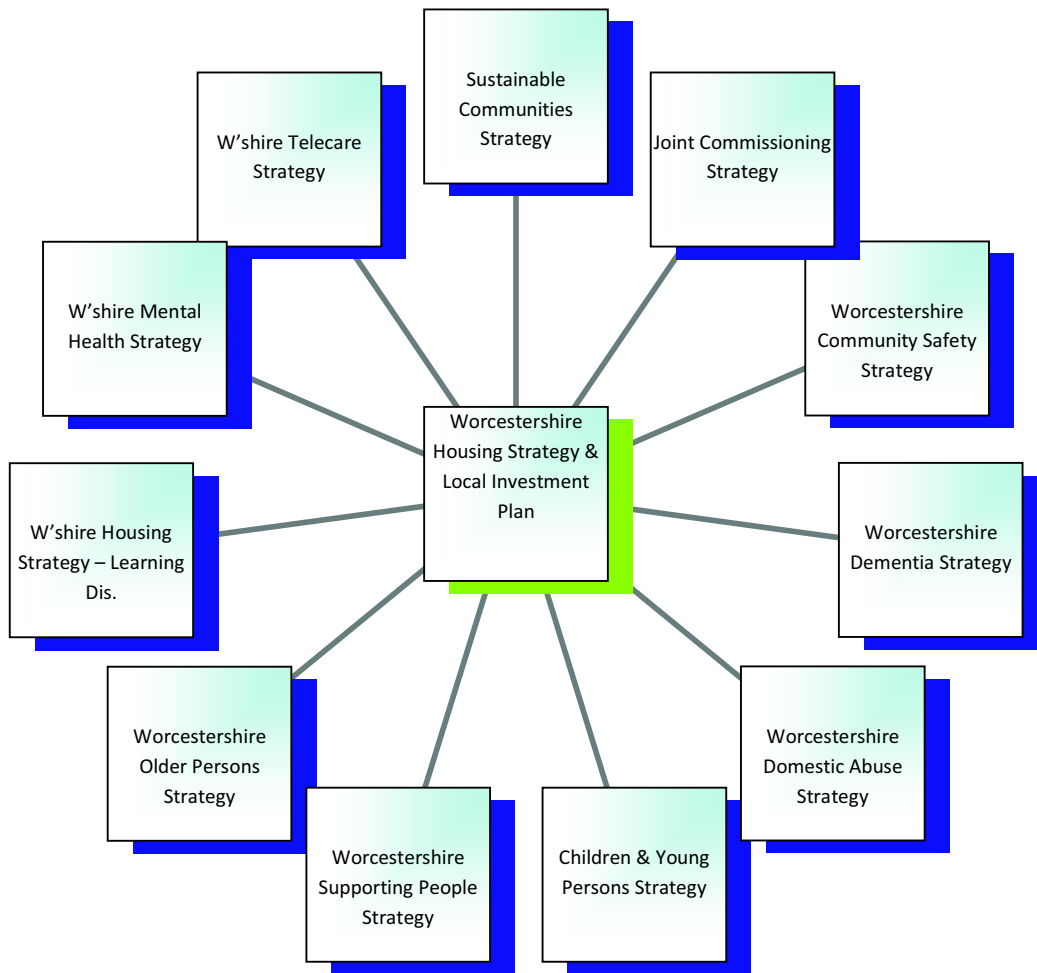 Sustainable
Communities
Strategy
W'shire Telecare
Strategy
Joint Commissioning
Strategy
W'shire Mental
Health Strategy
Worcestershire
Community Safety
Strategy
Worcestershire
Housing Strategy &
Local Investment
Plan
W'shire Housing
Strategy – Learning
Dis.
Worcestershire
Dementia Strategy
Worcestershire
Older Persons
Strategy
Worcestershire
Domestic Abuse
Strategy
Worcestershire
Supporting People
Strategy
Children & Young
Persons Strategy